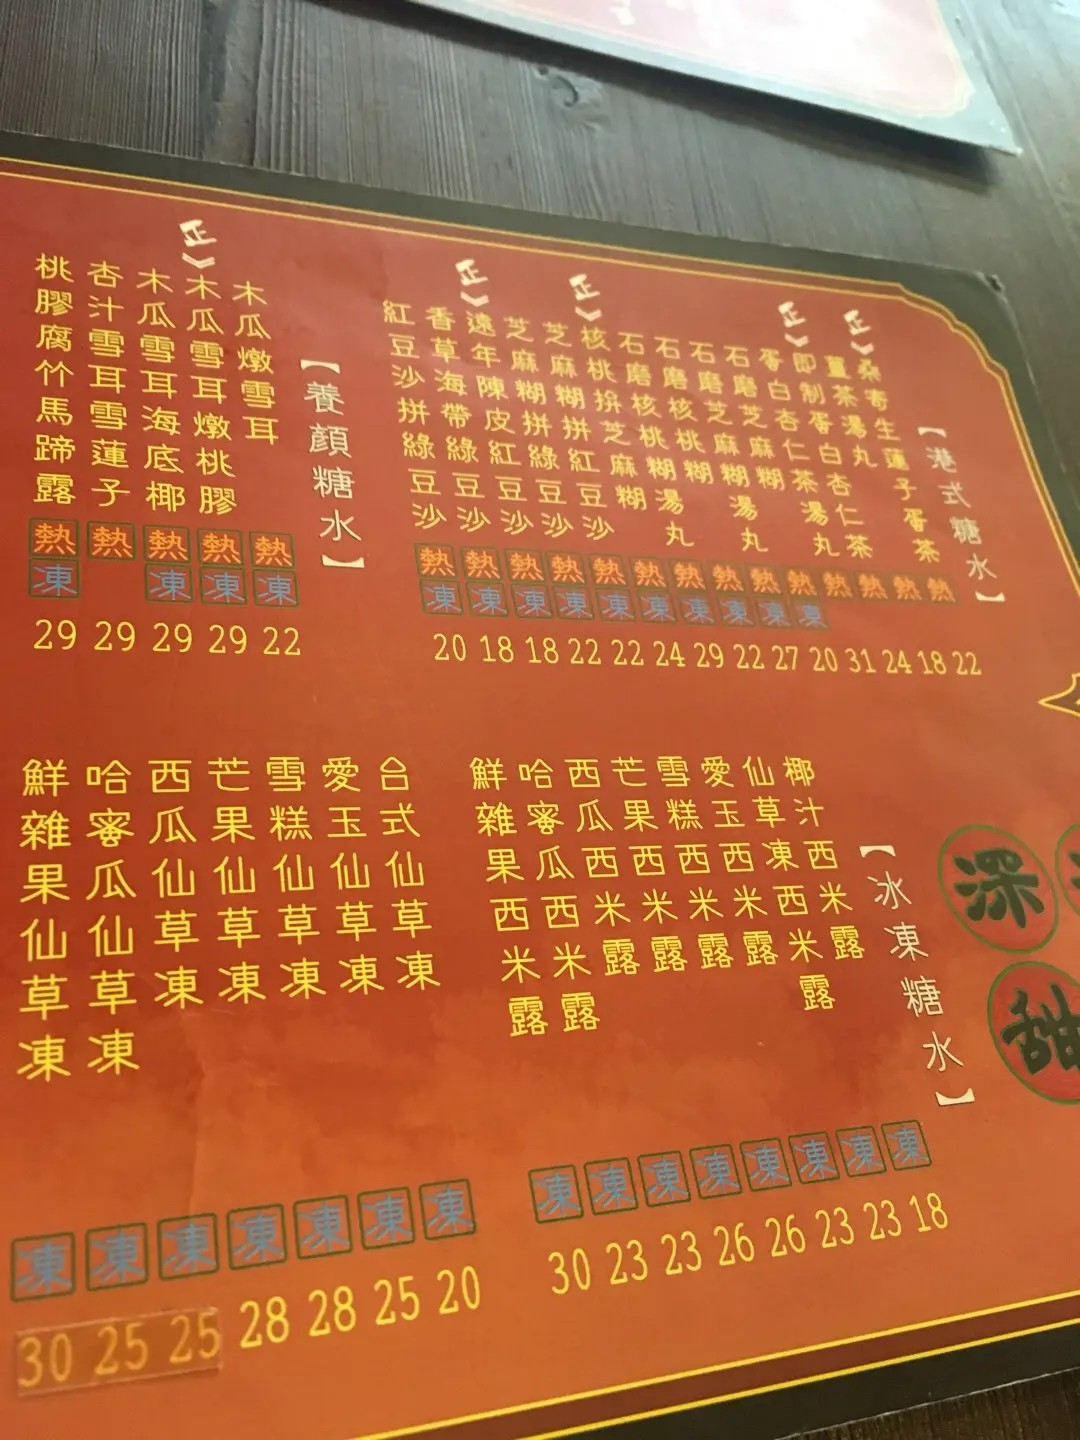 深
甜
【港式糖水】
正》桑寄生蓮子蛋茶 熱 22
薑茶湯丸 熱 18
正》即制蛋白杏仁茶 熱 24
蛋白杏仁茶湯丸 熱 31
石磨芝麻糊 熱 凍 20
石磨芝麻糊湯丸 熱 凍 27
石磨核桃糊 熱 凍 22
石磨核桃糊湯丸 熱 凍 29
正》核桃拚芝麻糊 熱 凍 24
芝麻糊拼紅豆沙 熱 凍 22
芝麻糊拼綠豆沙 熱 凍 22
正》遠年陳皮紅豆沙 熱 凍 18
香草海帶綠豆沙 熱 凍 18
紅豆沙拼綠豆沙 熱 凍 20
【養顏糖水】
木瓜燉雪耳 熱 凍 22
正》木瓜雪耳燉桃膠 熱 凍 29
木瓜雪耳海底椰 熱 凍 29
杏汁雪耳雪蓮子 熱 29
桃膠腐竹馬蹄露 熱 凍 29
【冰凍糖水】
椰汁西米露 凍 18
仙草凍西米露 凍 23
愛玉西米露 凍 23
雪糕西米露 凍 26
芒果西米露 凍 26
西瓜西米露 凍 23
哈蜜瓜西米露 凍 23
鮮雜果西米露 凍 30
台式仙草凍 凍 20
愛玉仙草凍 凍 25
雪糕仙草凍 凍 28
芒果仙草凍 凍 28
西瓜仙草凍 凍 25
哈蜜瓜仙草凍 凍 25
鮮雜果仙草凍 凍 30